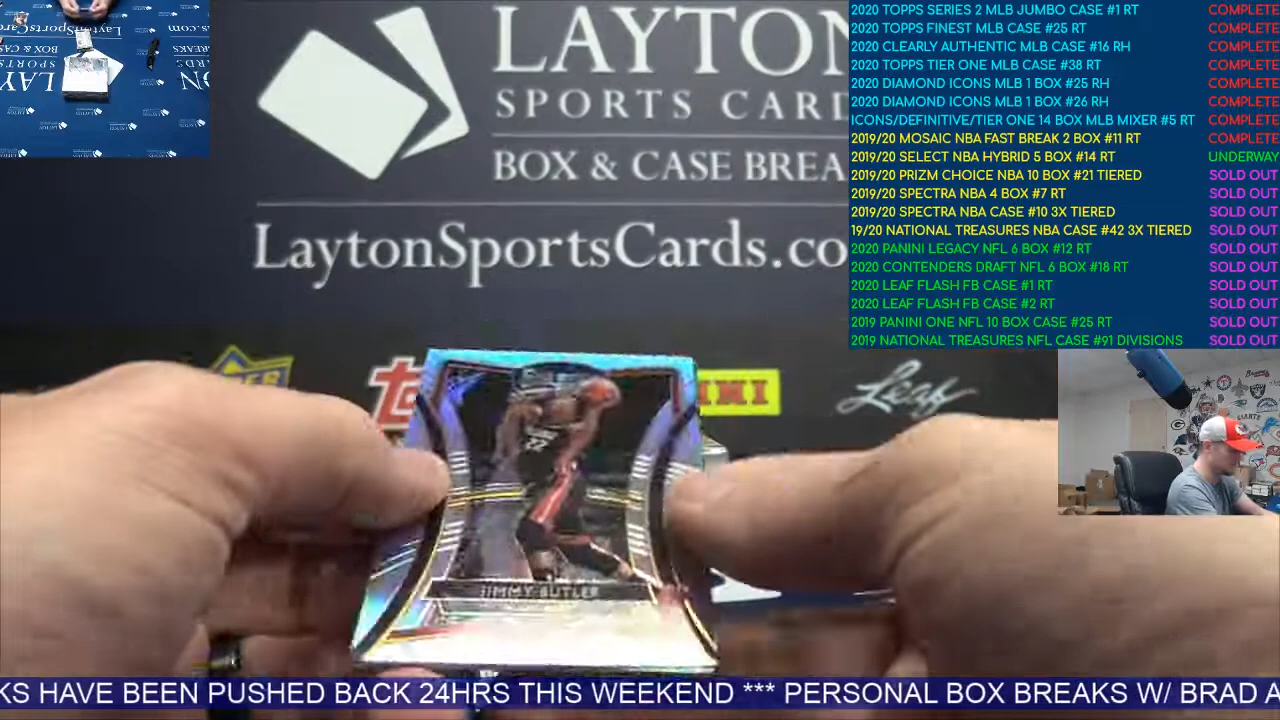 LAYTON
SPORTS CARD
BOX & CASE BREA
LaytonSportsCards.co
2020 TOPPS SERIES 2 MLB JUMBO CASE #1 RT COMPLETE
2020 TOPPS FINEST MLB CASE #25 RT COMPLETE
2020 CLEARLY AUTHENTIC MLB CASE #16 RH COMPLETE
2020 TOPPS TIER ONE MLB CASE #38 RT COMPLETE
2020 DIAMOND ICONS MLB 1 BOX #25 RH COMPLETE
2020 DIAMOND ICONS MLB 1 BOX #26 RH COMPLETE
ICONS/DEFINITIVE/TIER ONE 14 BOX MLB MIXER #5 RT COMPLETE
2019/20 MOSAIC NBA FAST BREAK 2 BOX #11 RT COMPLETE
2019/20 SELECT NBA HYBRID 5 BOX #14 RT UNDERWAY
2019/20 PRIZM CHOICE NBA 10 BOX #21 TIERED SOLD OUT
2019/20 SPECTRA NBA 4 BOX #7 RT SOLD OUT
2019/20 SPECTRA NBA CASE #10 3X TIERED SOLD OUT
19/20 NATIONAL TREASURES NBA CASE #42 3X TIERED SOLD OUT
2020 PANINI LEGACY NFL 6 BOX #12 RT SOLD OUT
2020 CONTENDERS DRAFT NFL 6 BOX #18 RT SOLD OUT
2020 LEAF FLASH FB CASE #1 RT SOLD OUT
2020 LEAF FLASH FB CASE #2 RT SOLD OUT
2019 PANINI ONE NFL 10 BOX CASE #25 RT SOLD OUT
2019 NATIONAL TREASURES NFL CASE #91 DIVISIONS SOLD OUT
Leaf
JIMMY BUTLER
KS HAVE BEEN PUSHED BACK 24HRS THIS WEEKEND *** PERSONAL BOX BREAKS W/ BRAD A